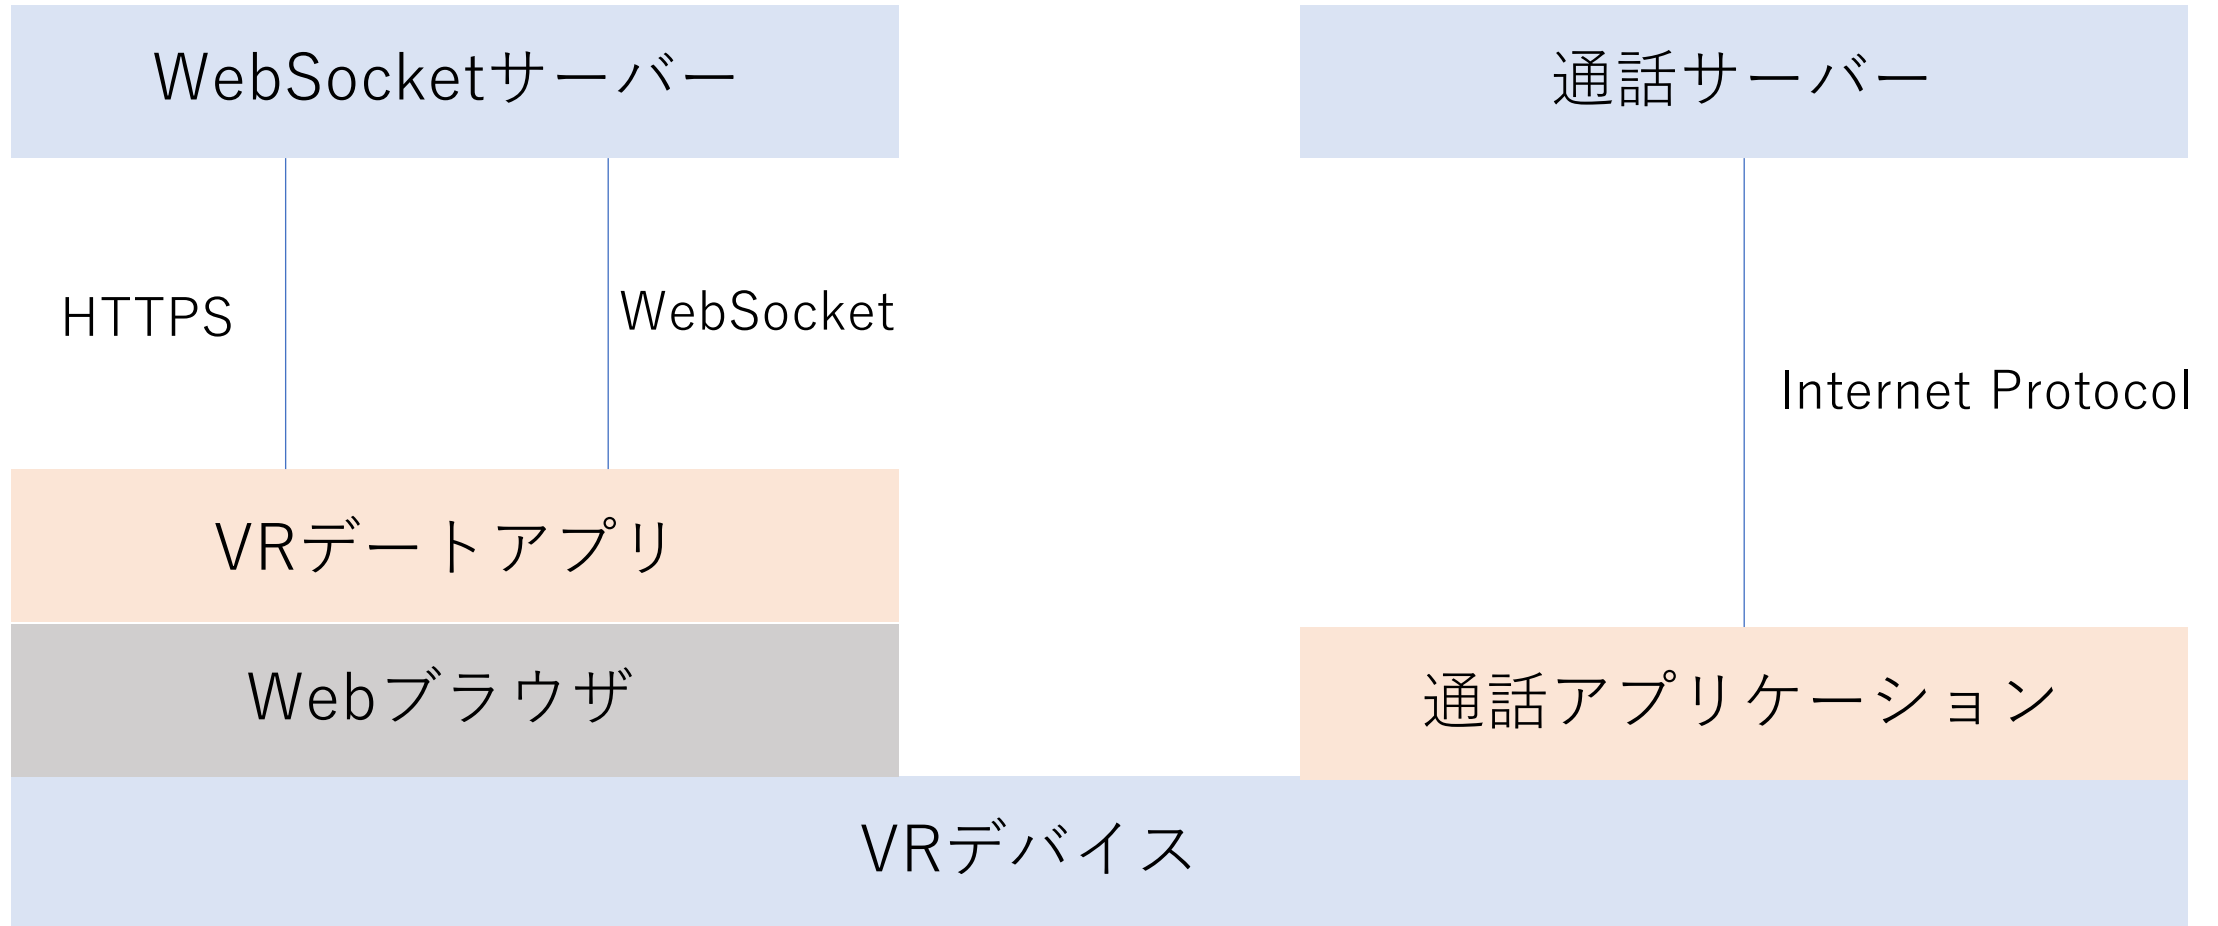 WebSocketサーバー
通話サーバー
HTTPS
WebSocket
Internet Protocol
VRデートアプリ
Webブラウザ
通話アプリケーション
VRデバイス